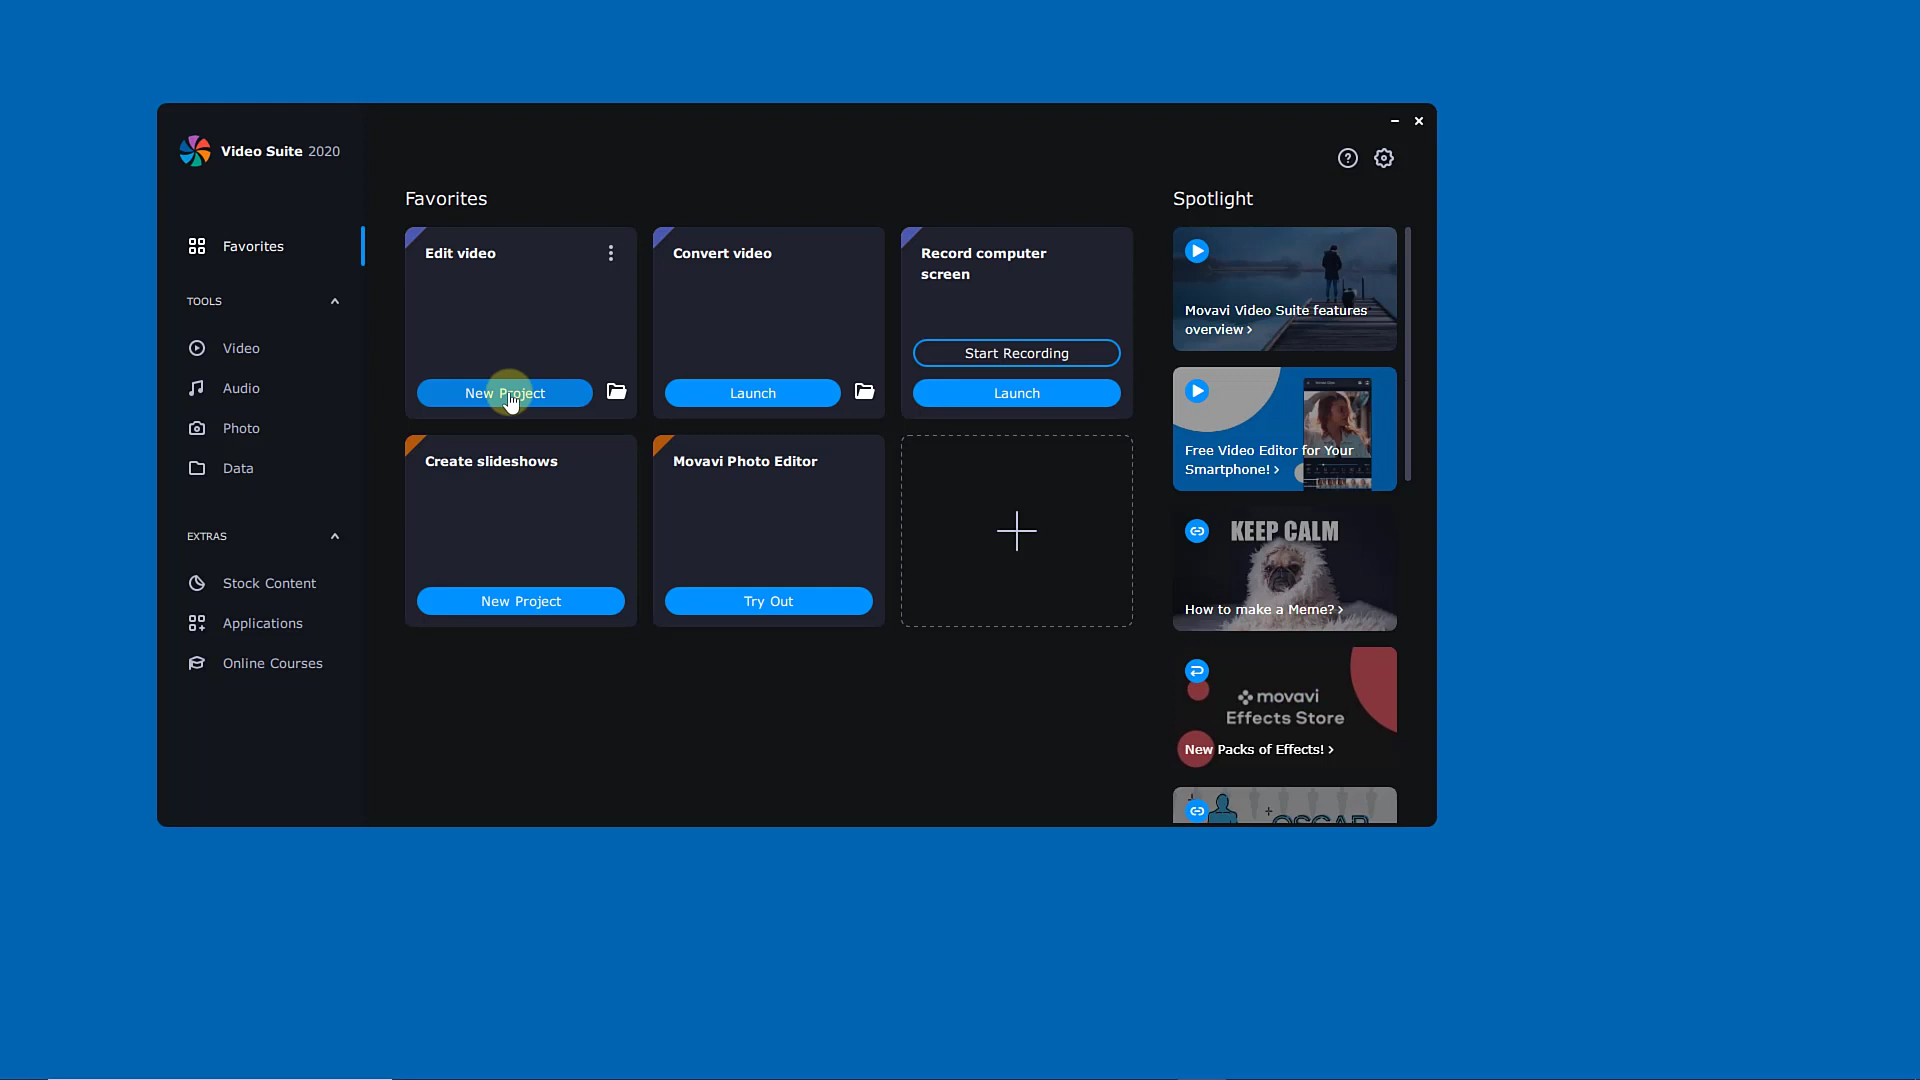 Video Suite 2020
Favorites
TOOLS
Video
Audio
Photo
Data
EXTRAS
Stock Content
Applications
Online Courses
Favorites
Edit video
New Project
Convert video
Launch
Record computer
screen
Start Recording
Launch
Create slideshows
New Project
Movavi Photo Editor
Try Out
Spotlight
Movavi Video Suite features
overview ›
Free Video Editor for Your
Smartphone! ›
KEEP CALM
How to make a Meme? ›
movavi
Effects Store
New Packs of Effects! ›
OSCAR